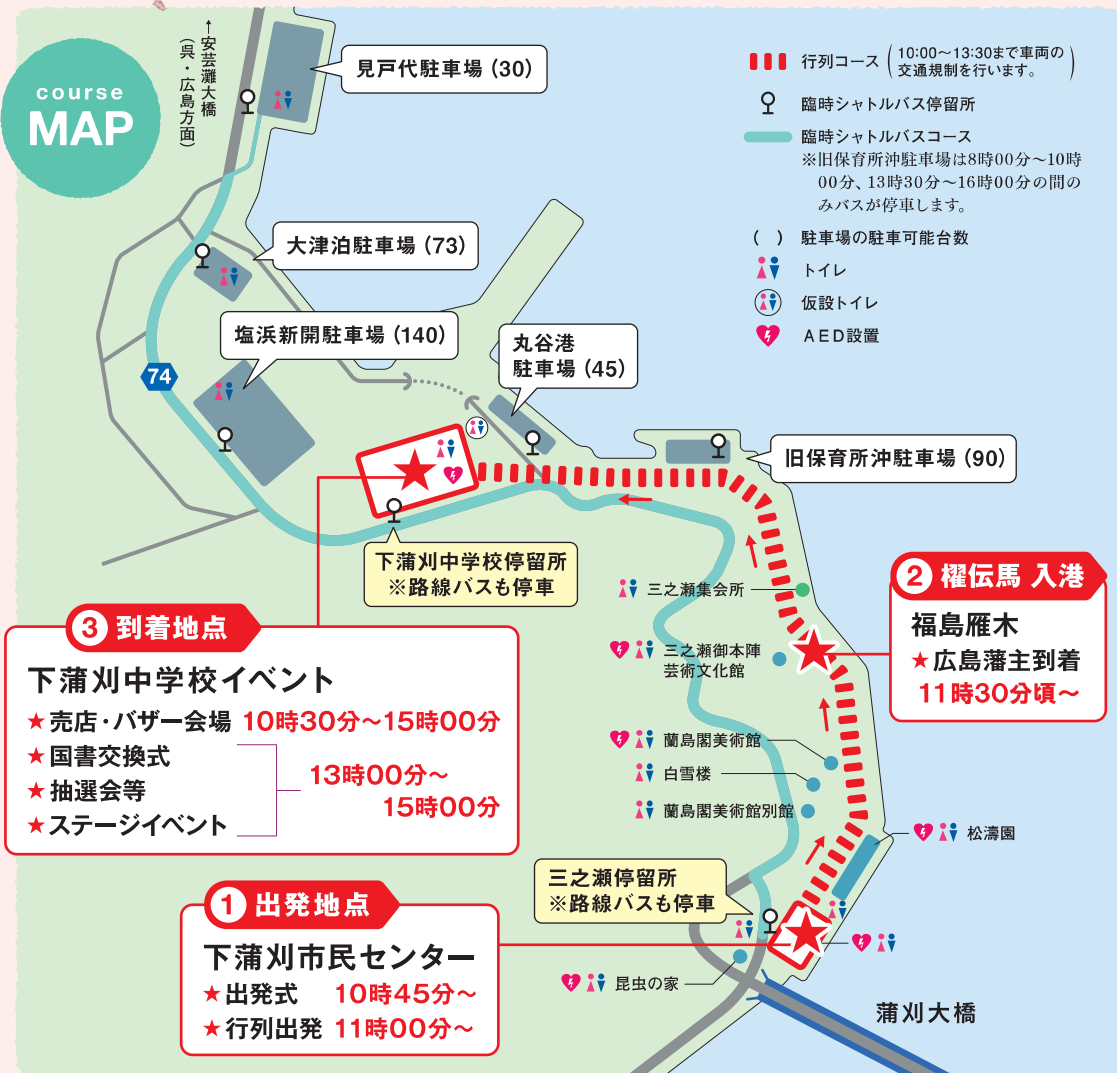 course
MAP
←安芸灘大橋
(呉・広島方面)
見戸代駐車場(30)
行列コース(10:00〜13:30まで車両の
交通規制を行います。)
臨時シャトルバス停留所
臨時シャトルバスコース
※旧保育所沖駐車場は8時00分〜10時
00分、13時30分〜16時00分の間の
みバスが停車します。
( ) 駐車場の駐車可能台数
トイレ
仮設トイレ
AED設置
大津泊駐車場(73)
塩浜新開駐車場(140)
丸谷港
駐車場(45)
74
旧保育所沖駐車場(90)
下蒲刈中学校停留所
※路線バスも停車
三之瀬集会所
三之瀬御本陣
芸術文化館
② 櫂伝馬 入港
福島雁木
★広島藩主到着
11時30分頃〜
③ 到着地点
下蒲刈中学校イベント
★売店・バザー会場 10時30分〜15時00分
★国書交換式
★抽選会等
★ステージイベント
13時00分〜
15時00分
蘭島閣美術館
白雪楼
蘭島閣美術館別館
松濤園
三之瀬停留所
※路線バスも停車
① 出発地点
下蒲刈市民センター
★出発式 10時45分〜
★行列出発 11時00分〜
昆虫の家
蒲刈大橋